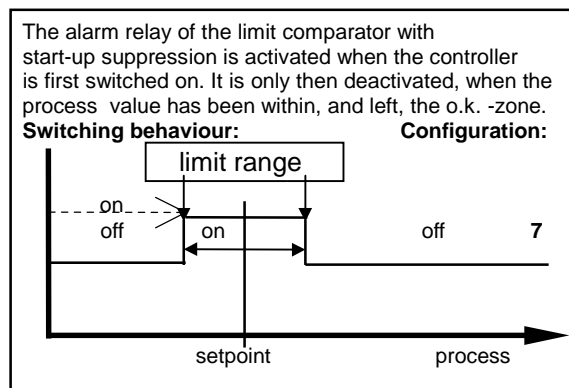 The alarm relay of the limit comparator with
start-up suppression is activated when the controller
is first switched on. It is only then deactivated, when the
process value has been within, and left, the o.k. -zone.
Switching behaviour: Configuration:
limit range
on
off on off 7
setpoint process